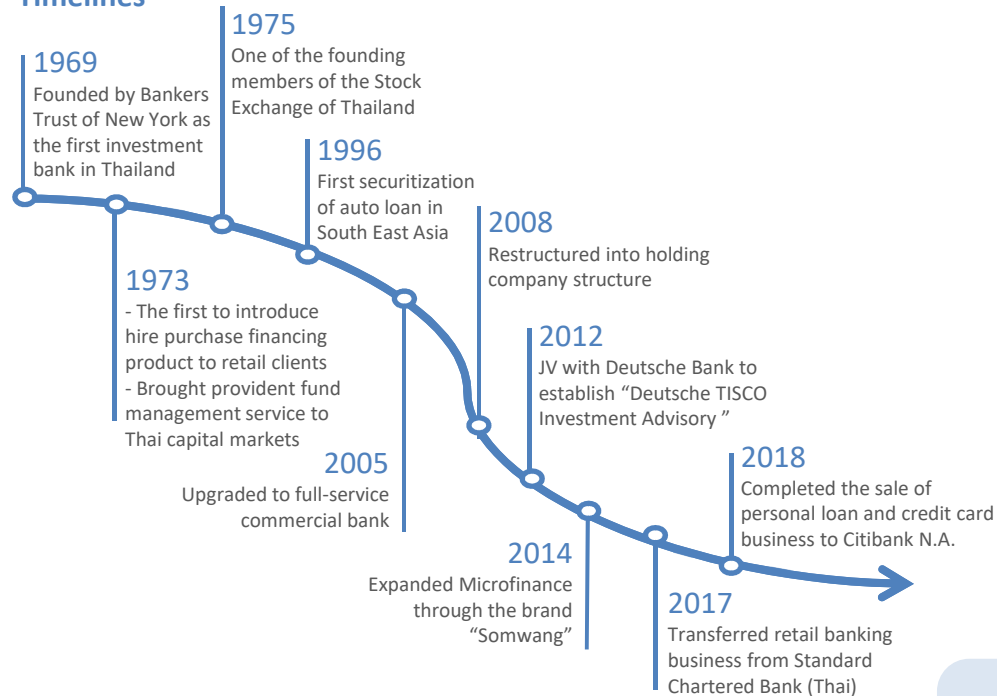 Timelines
1969
Founded by Bankers
Trust of New York as
the first investment
bank in Thailand
1973
- The first to introduce
hire purchase financing
product to retail clients
- Brought provident fund
management service to
Thai capital markets
1975
One of the founding
members of the Stock
Exchange of Thailand
1996
First securitization
of auto loan in
South East Asia
2005
Upgraded to full-service
commercial bank
2008
Restructured into holding
company structure
2012
JV with Deutsche Bank to
establish “Deutsche TISCO
Investment Advisory ”
2014
Expanded Microfinance
through the brand
“Somwang”
2017
Transferred retail banking
business from Standard
Chartered Bank (Thai)
2018
Completed the sale of
personal loan and credit card
business to Citibank N.A.